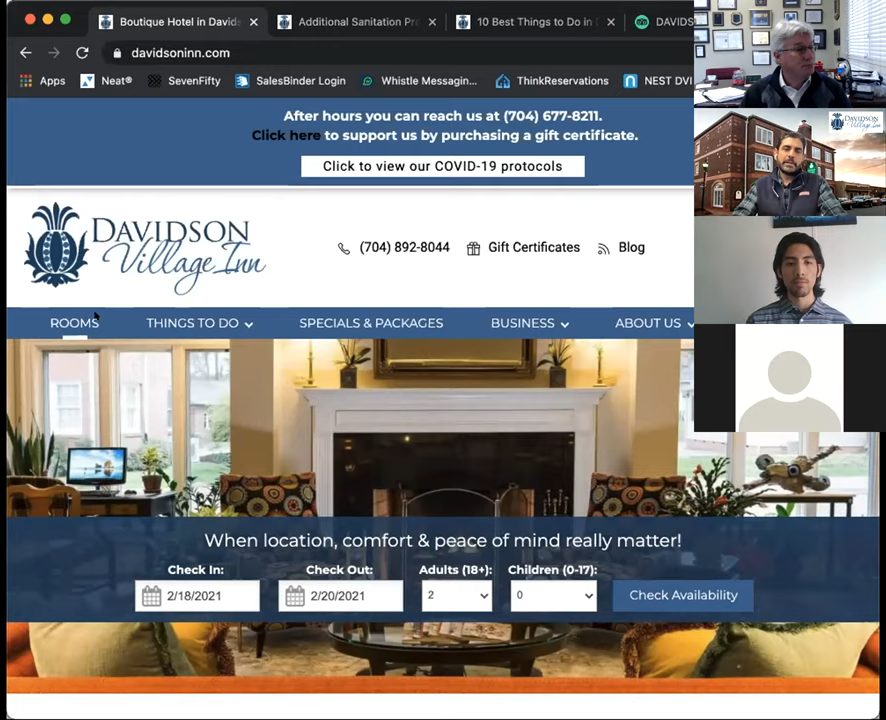 Boutique Hotel in Davids
Additional Sanitation Pr
10 Best Things to Do in
DAVIDS
davidsoninn.com
Apps
Neat®
SevenFifty
SalesBinder Login
Whistle Messagin...
ThinkReservations
NEST DVI
After hours you can reach us at (704) 677-8211.
Click here to support us by purchasing a gift certificate.
Click to view our COVID-19 protocols
DAVIDSON
Village Inn
(704) 892-8044
Gift Certificates
Blog
ROOMS
THINGS TO DO
SPECIALS & PACKAGES
BUSINESS
ABOUT US
When location, comfort & peace of mind really matter!
Check In:
Check Out:
Adults (18+):
Children (0-17):
2/18/2021
2/20/2021
2
0
Check Availability
DAVIDSON
Village Inn